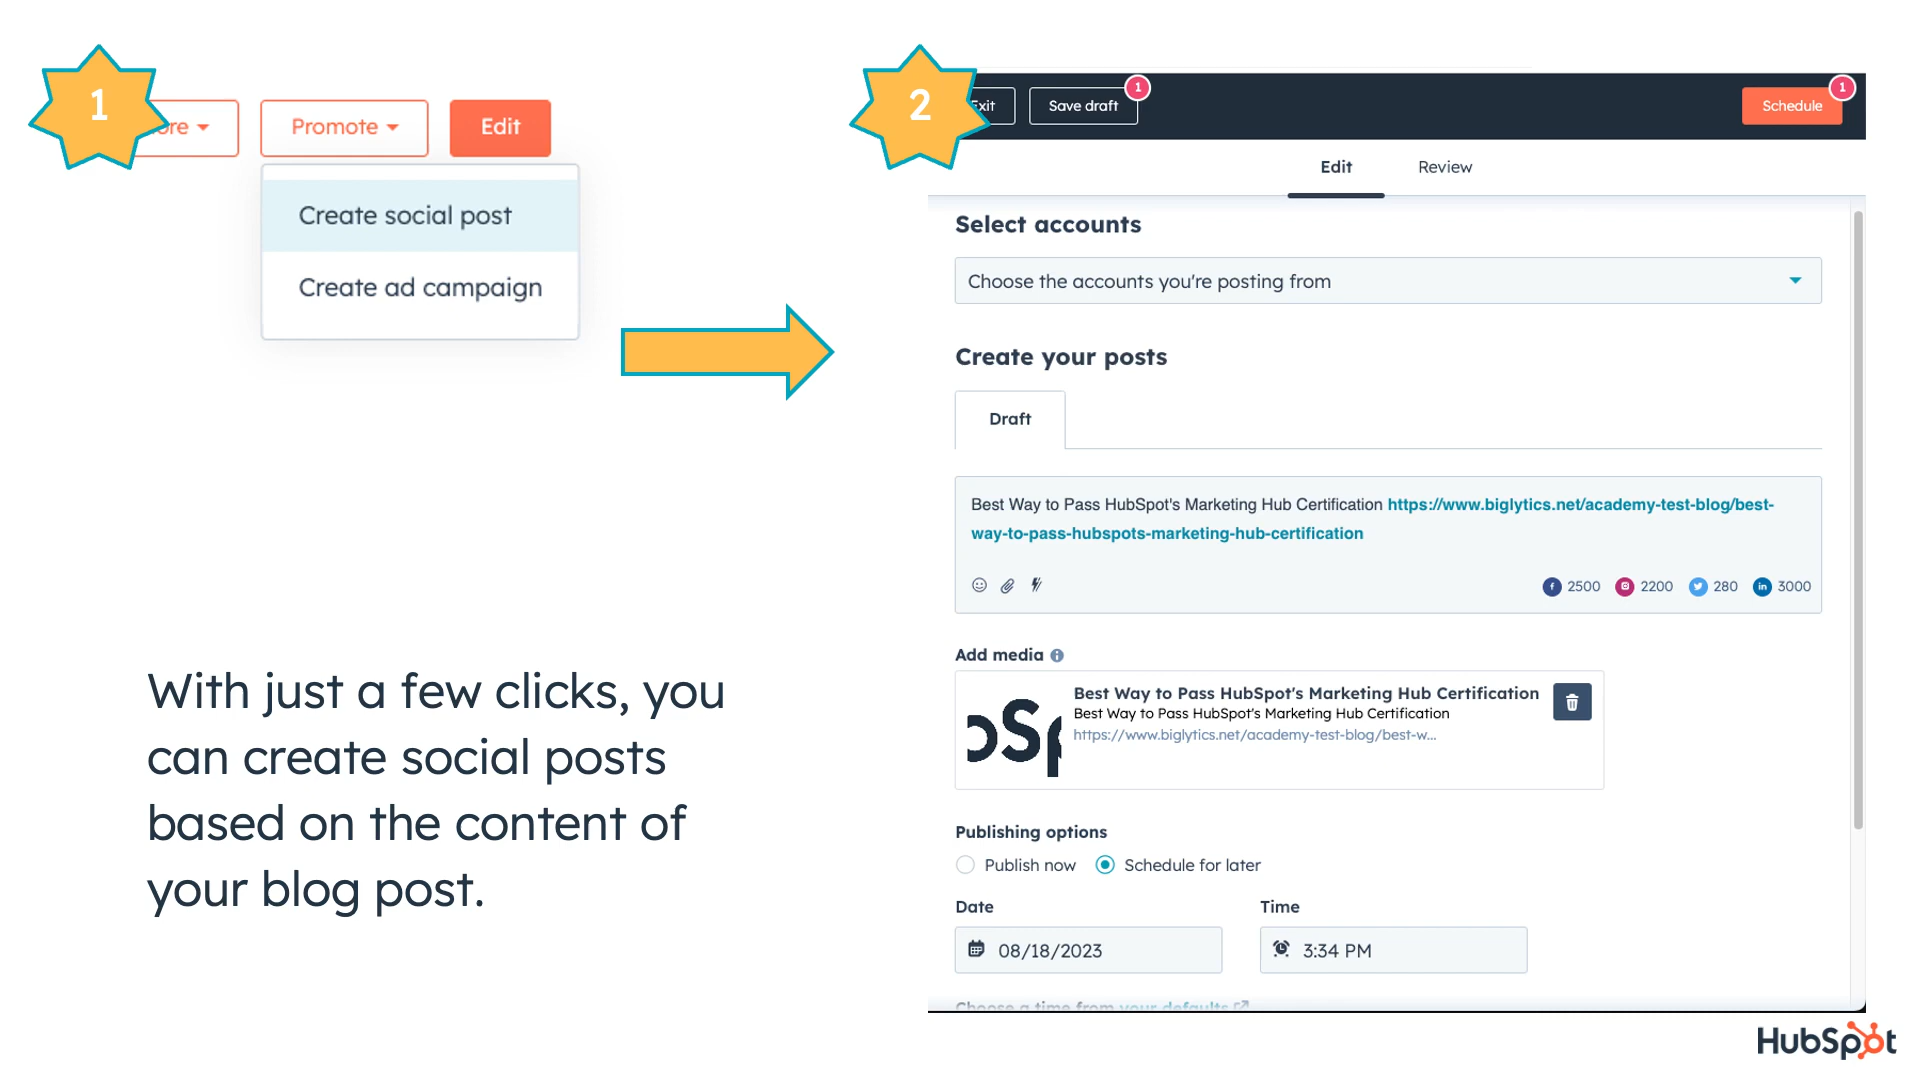 1
Promote
Edit
Create social post
Create ad campaign
With just a few clicks, you
can create social posts
based on the content of
your blog post.
2
Exit
Save draft
1
Schedule
1
Edit
Review
Select accounts
Choose the accounts you're posting from
Create your posts
Draft
Best Way to Pass HubSpot's Marketing Hub Certification https://www.biglytics.net/academy-test-blog/best-
way-to-pass-hubspots-marketing-hub-certification
2500
2200
280
3000
Add media
Best Way to Pass HubSpot's Marketing Hub Certification
Best Way to Pass HubSpot's Marketing Hub Certification
https://www.biglytics.net/academy-test-blog/best-w...
Publishing options
Publish now
Schedule for later
Date
Time
08/18/2023
3:34 PM
Choose a time from your defaults
HubSpot